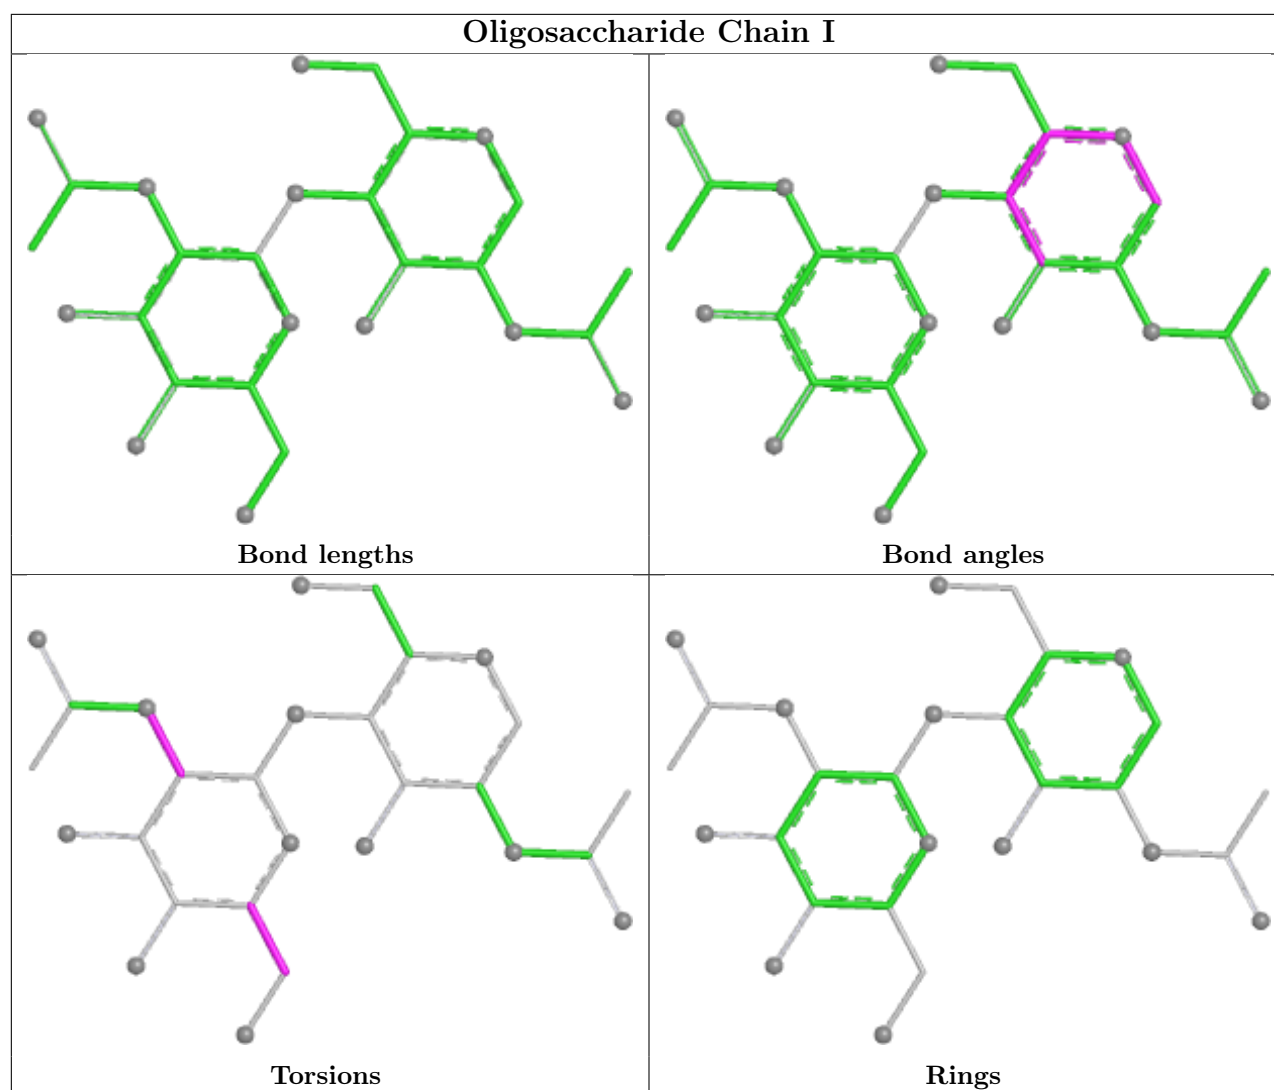 Oligosaccharide Chain I
Bond lengths
Bond angles
Torsions
Rings